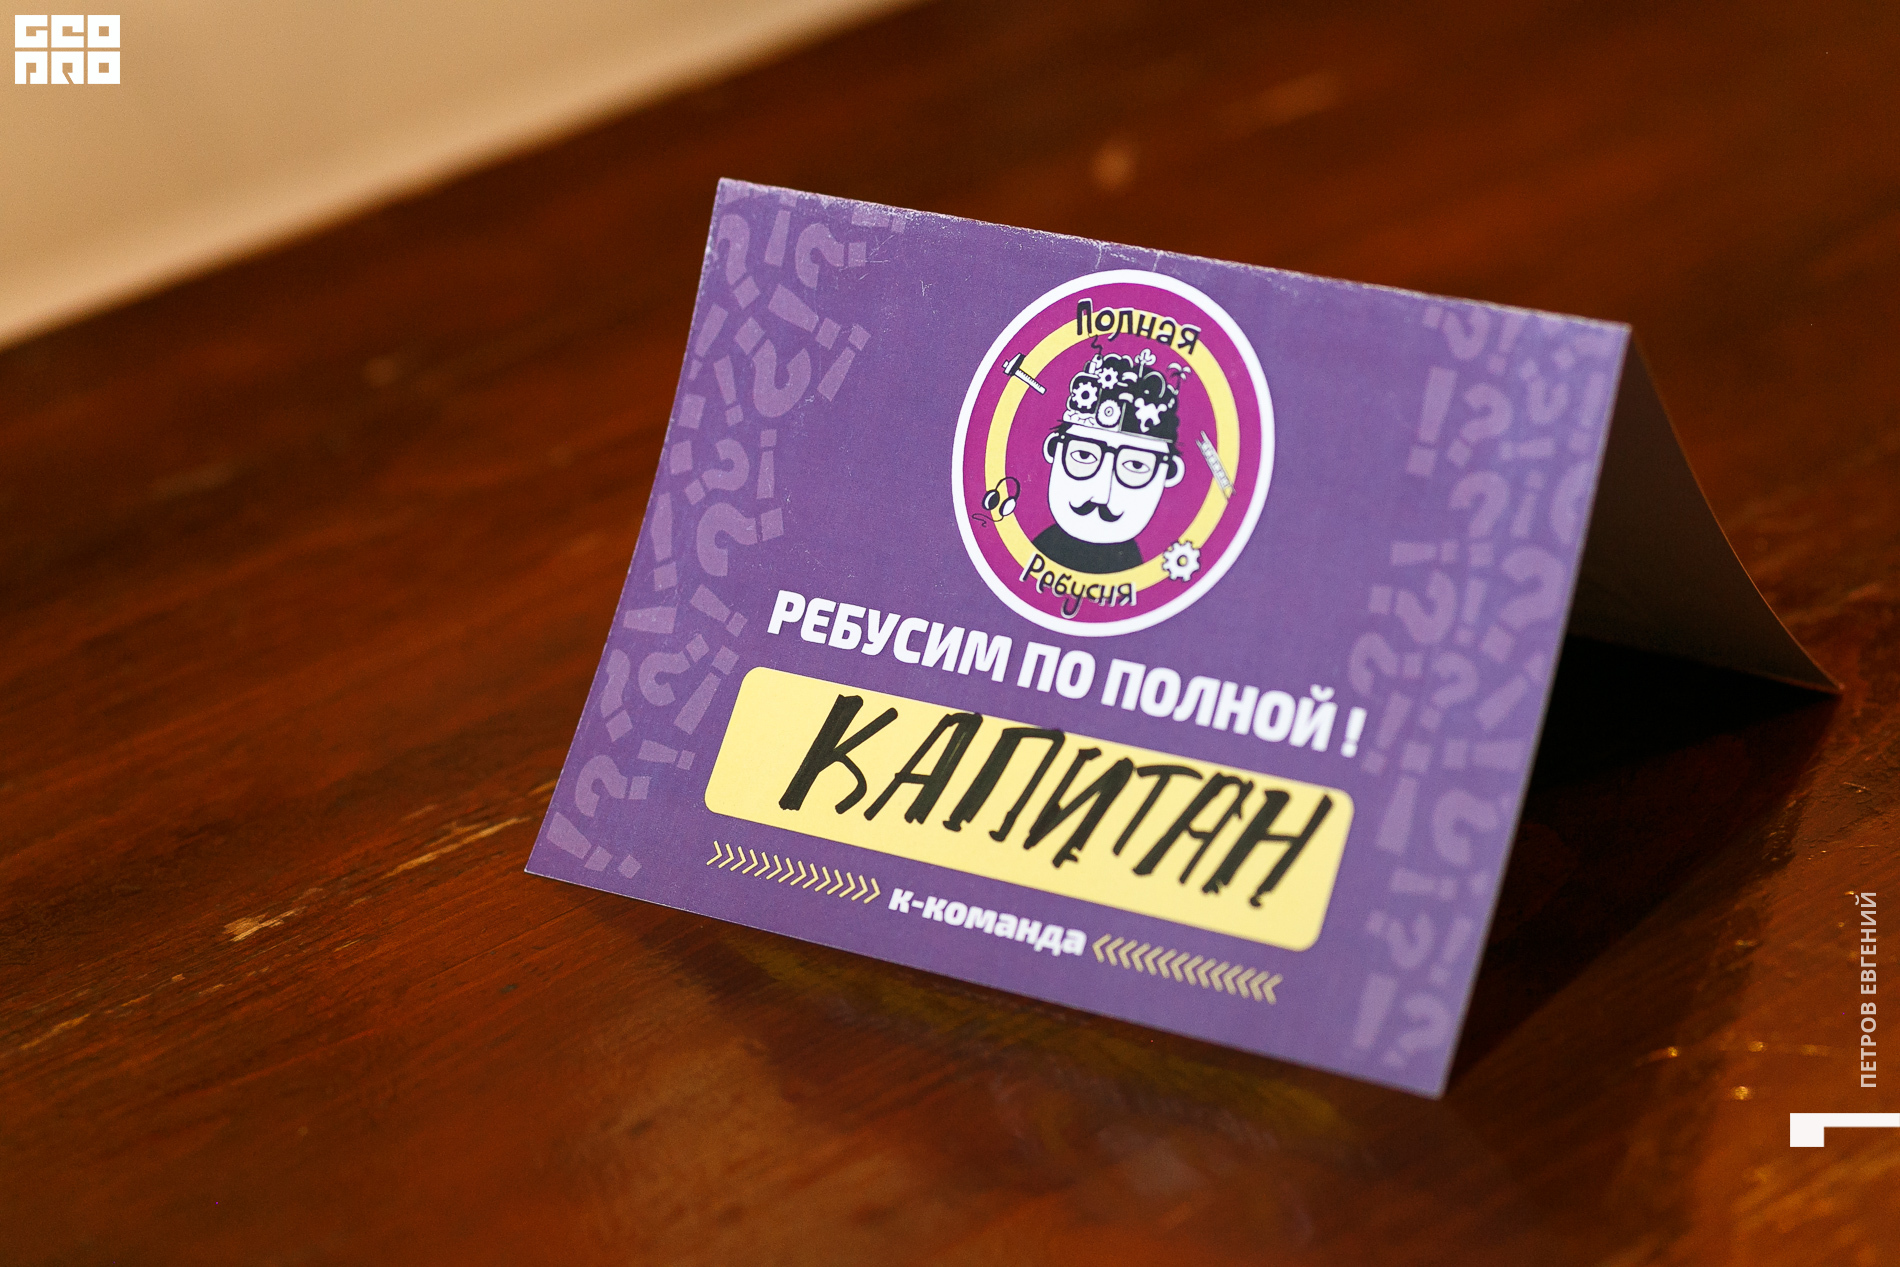 GEO
PRO
Полная
Ребусня
РЕБУСИМ ПО ПОЛНОЙ!
КАПИТАН
>>>>>>>>>>>>>> к-команда <<<<<<<<<<<<<<
ПЕТРОВ ЕВГЕНИЙ